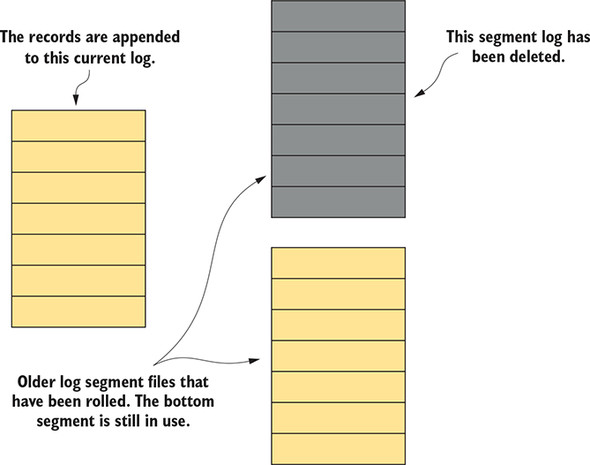 The records are appended
to this current log.
This segment log has
been deleted.
Older log segment files that
have been rolled. The bottom
segment is still in use.